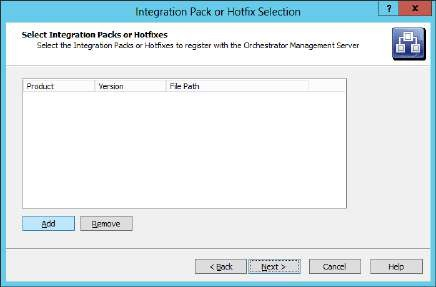 Integration Pack or Hotfix Selection
? x
Select Integration Packs or Hotfixes
Select the Integration Packs or Hotfixes to register with the Orchestrator Management Server
Product Version File Path
Add Remove
< Back Next > Cancel Help